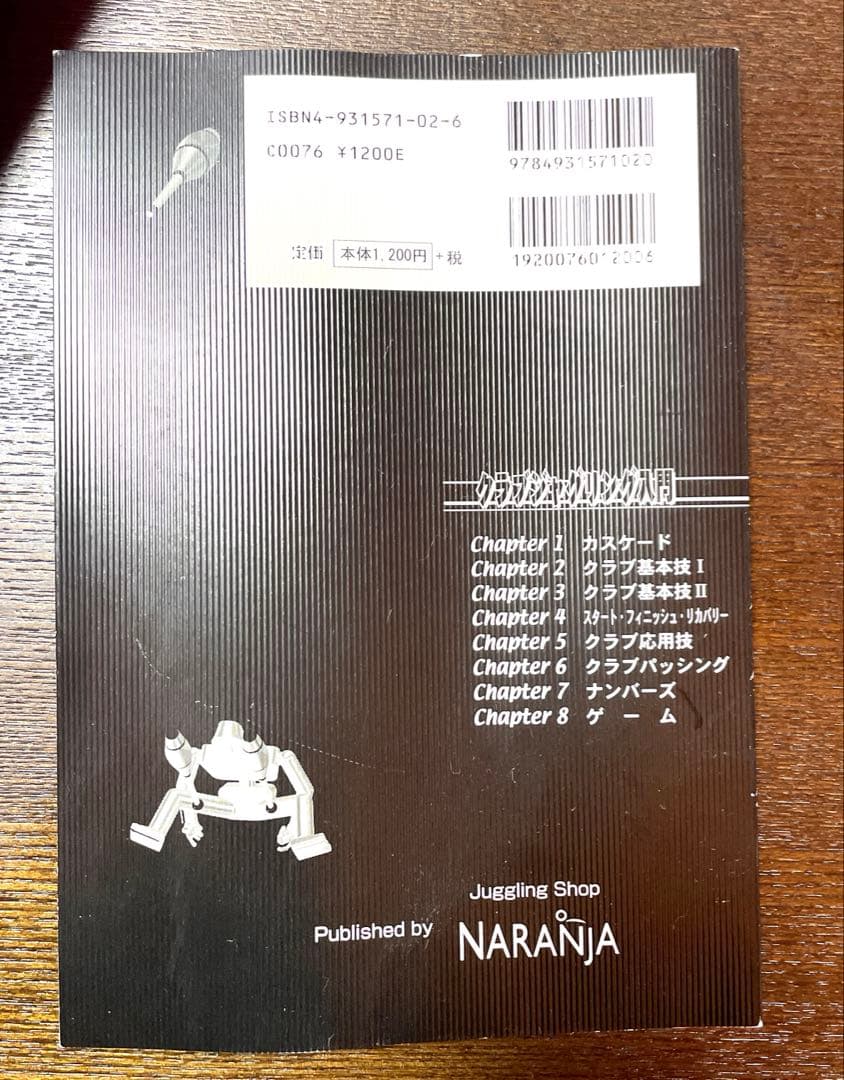 ISBN4-931571-02-6
C0076 ¥1200E
9784931571020
定価 本体1,200円 +税
1920076012006
クラブジャグリング入門
Chapter 1 カスケード
Chapter 2 クラブ基本技Ⅰ
Chapter 3 クラブ基本技Ⅱ
Chapter 4 スタート・フィニッシュ・リカバリー
Chapter 5 クラブ応用技
Chapter 6 クラブパッシング
Chapter 7 ナンバーズ
Chapter 8 ゲーム
Juggling Shop
Published by NARANJA